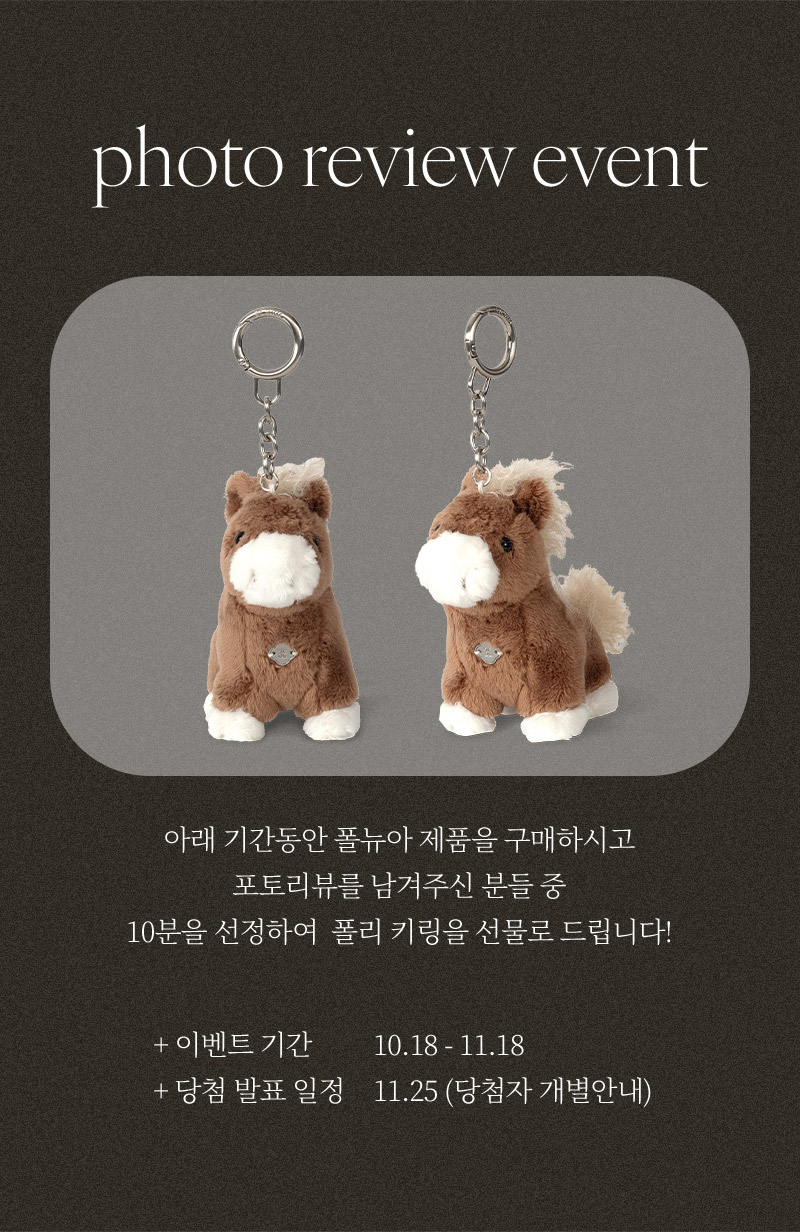 photo review event
아래 기간동안 폴뉴아 제품을 구매하시고
포토리뷰를 남겨주신 분들 중
10분을 선정하여 폴리 키링을 선물로 드립니다!
+ 이벤트 기간 10.18 - 11.18
+ 당첨 발표 일정 11.25 (당첨자 개별안내)